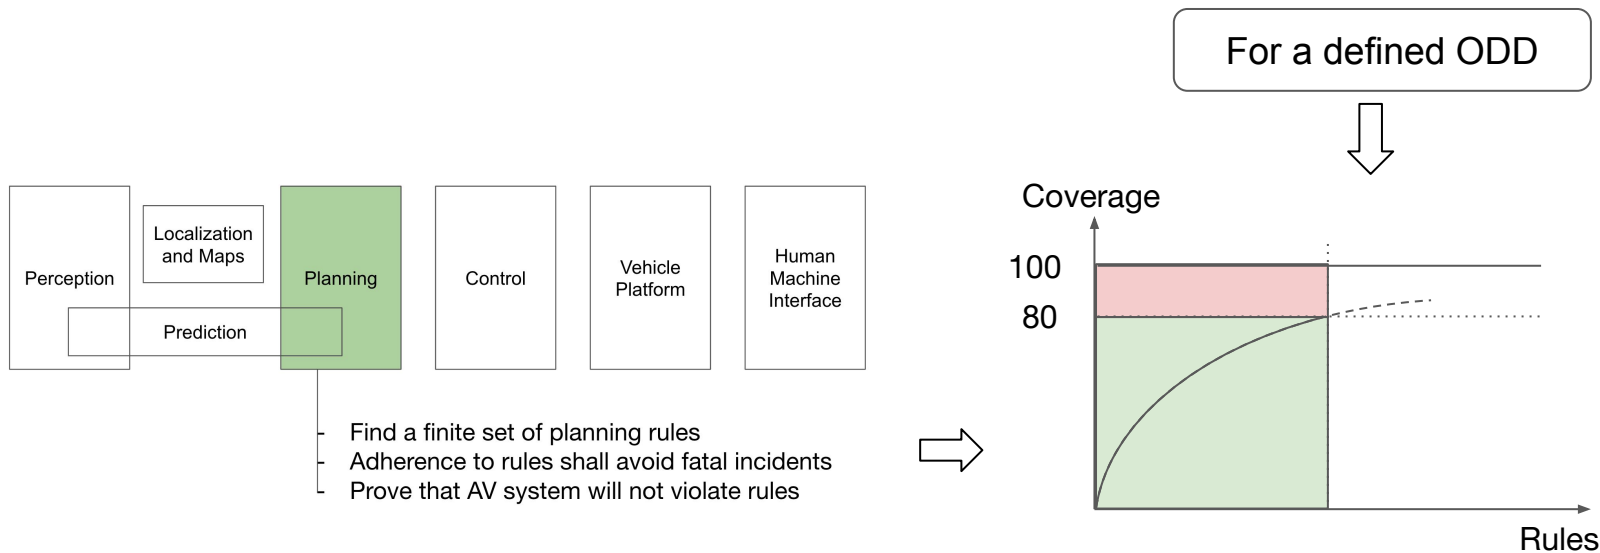 For a defined ODD
Perception
Localization
and Maps
Prediction
Planning
Control
Vehicle
Platform
Human
Machine
Interface
- Find a finite set of planning rules
- Adherence to rules shall avoid fatal incidents
- Prove that AV system will not violate rules
Coverage
100
80
Rules